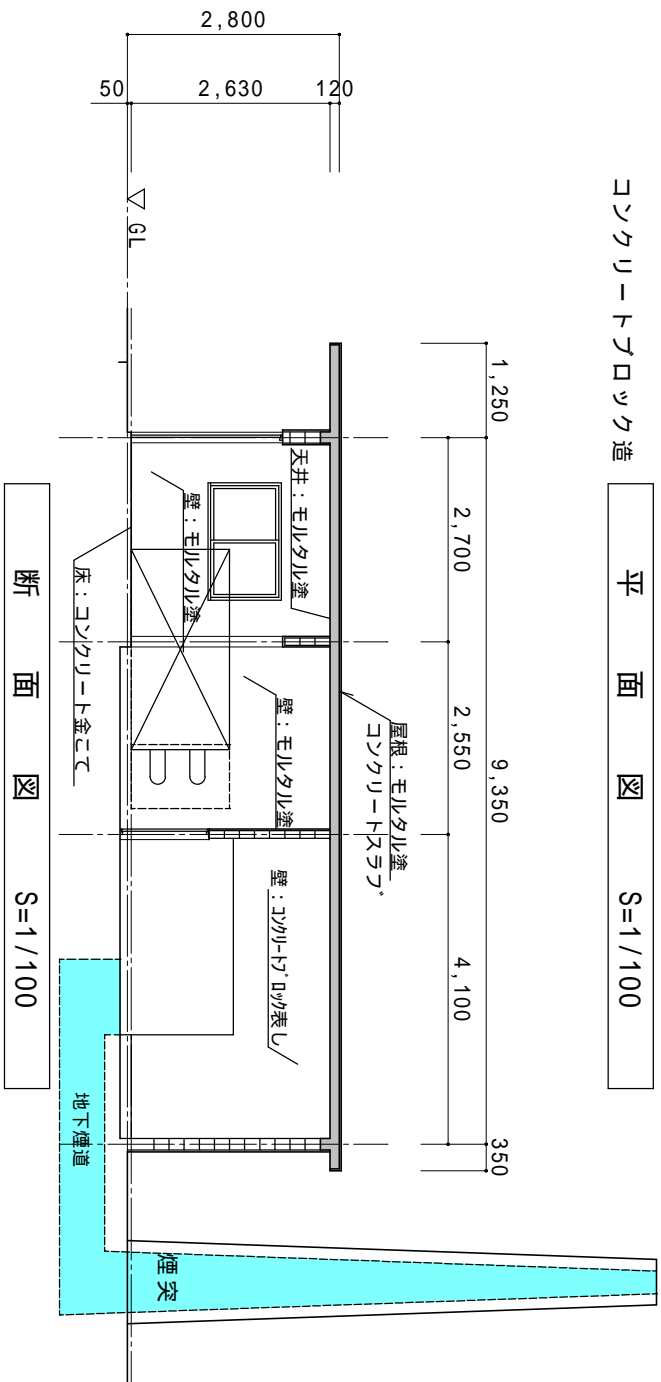 コンクリートブロック造
平面図 S=1/100
1,250
9,350
350
2,700
2,550
4,100
2,800
50
2,630
120
▽ GL
屋根：モルタル塗
コンクリートスラブ
天井：モルタル塗
壁：モルタル塗
壁：モルタル塗
壁：コンクリートブロック表し
床：コンクリート金こて
地下煙道
煙突
断面図 S=1/100